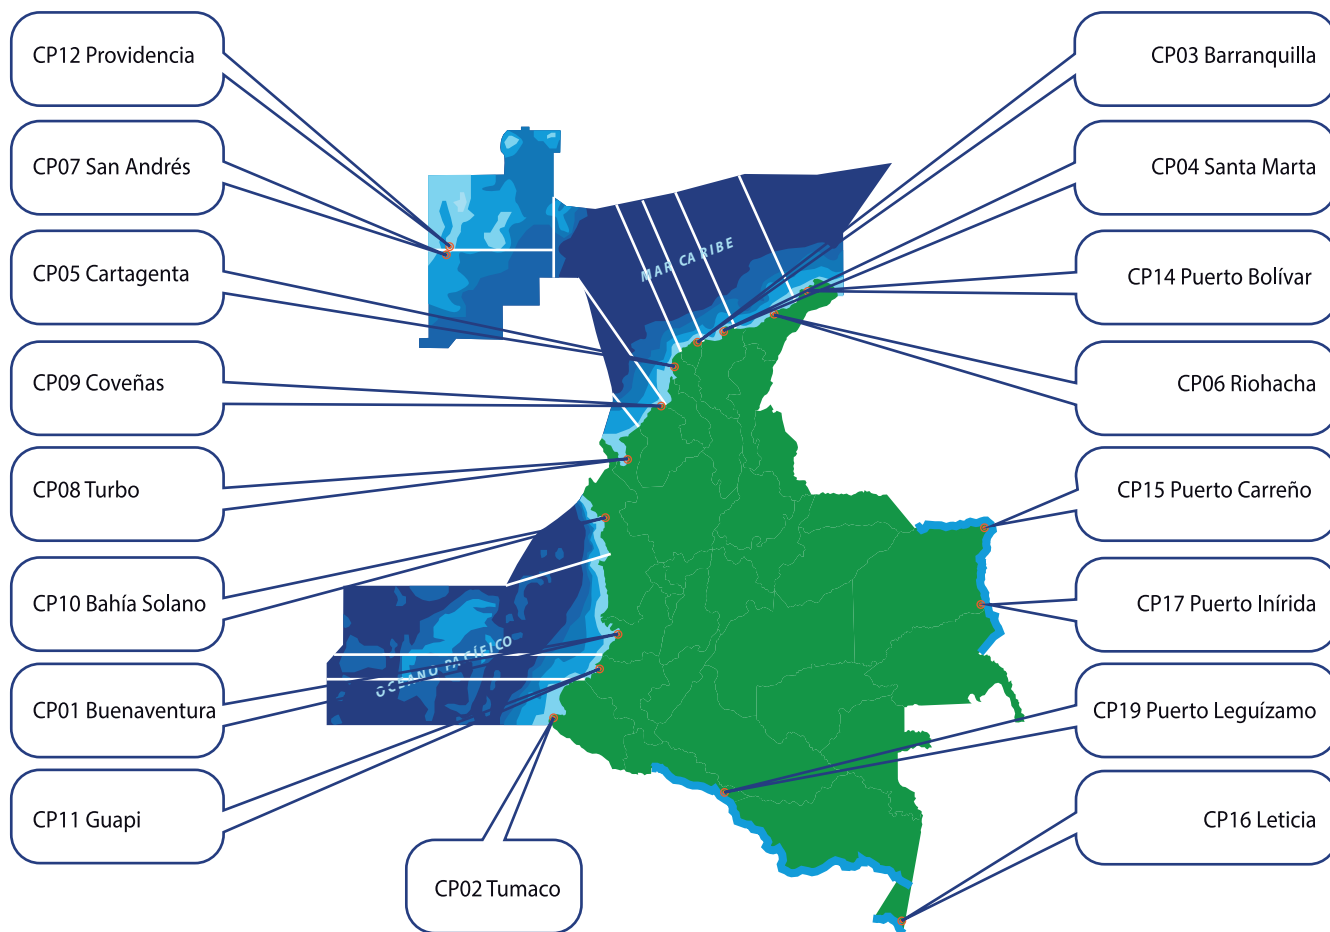 CP12 Providencia
CP03 Barranquilla
CP07 San Andrés
CP04 Santa Marta
CP05 Cartagenta
MAR CARIBE
CP14 Puerto Bolívar
CP09 Coveñas
CP06 Riohacha
CP08 Turbo
CP15 Puerto Carreño
CP10 Bahía Solano
CP17 Puerto Inírida
OCEANO PACÍFICO
CP01 Buenaventura
CP19 Puerto Leguízamo
CP11 Guapi
CP16 Leticia
CP02 Tumaco